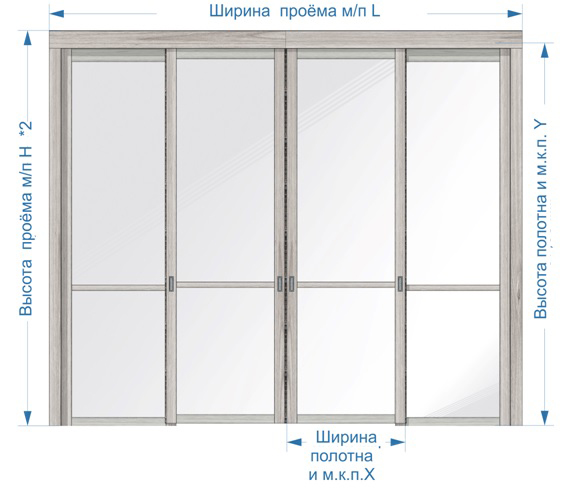 Ширина проёма м/п L
Высота проёма м/п H *2
Высота полотна и м.к.п. Y
Ширина
полотна
и м.к.п.X